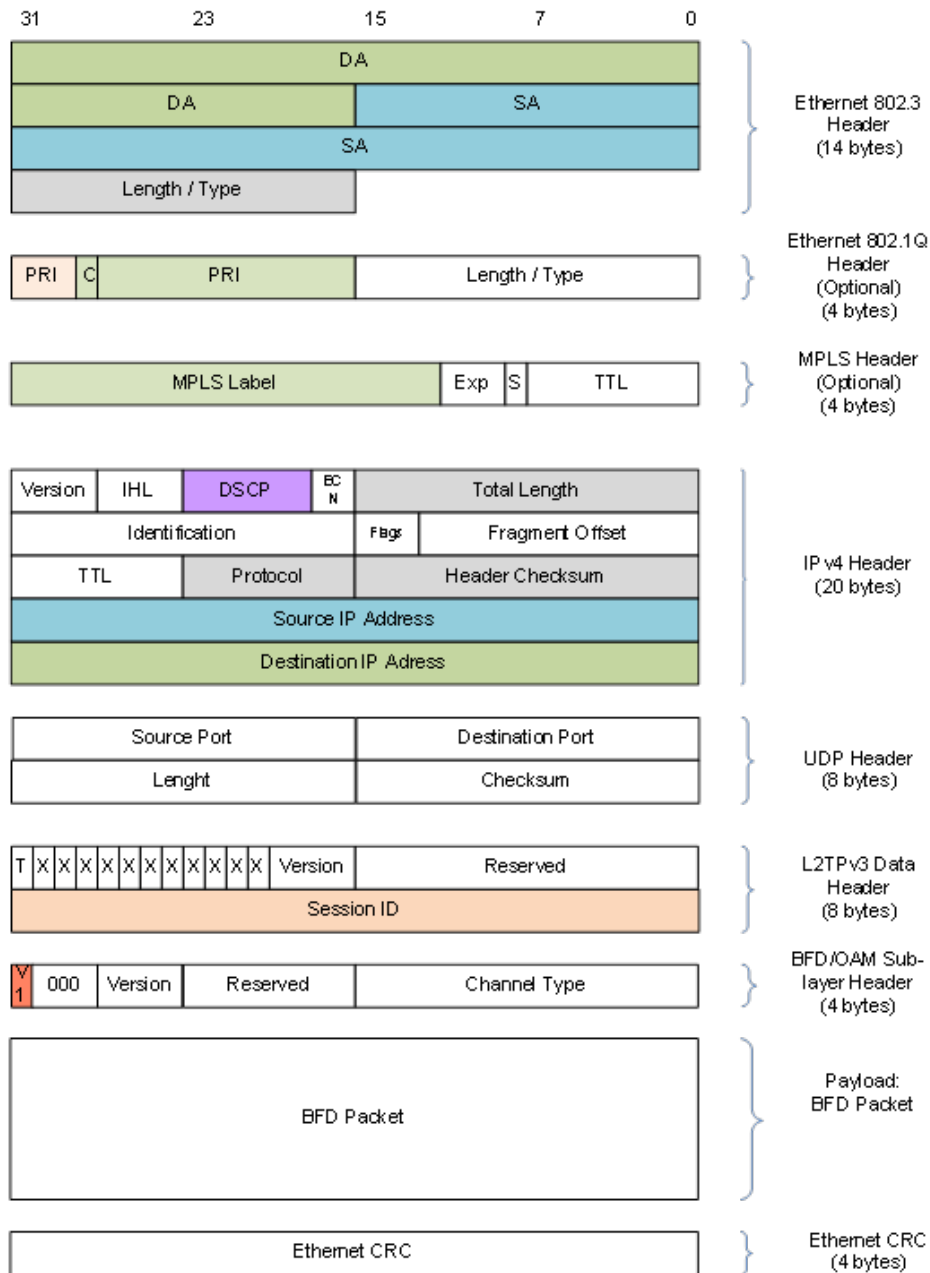 31 23 15 7 0
DA
DA SA
SA
Length / Type
Ethernet 802.3
Header
(14 bytes)
PRI C PRI Length / Type
Ethernet 802.1Q
Header
(Optional)
(4 bytes)
MPLS Label Exp S TTL
MPLS Header
(Optional)
(4 bytes)
Version IHL DSCP EC
N Total Length
Identification Flags Fragment Offset
TTL Protocol Header Checksum
Source IP Address
Destination IP Adress
IPv4 Header
(20 bytes)
Source Port Destination Port
Lenght Checksum
UDP Header
(8 bytes)
T X X X X X X X X X X X Version Reserved
Session ID
L2TPv3 Data
Header
(8 bytes)
V
1 000 Version Reserved Channel Type
BFD/OAM Sub-
layer Header
(4 bytes)
BFD Packet
Payload:
BFD Packet
Ethernet CRC
Ethernet CRC
(4 bytes)